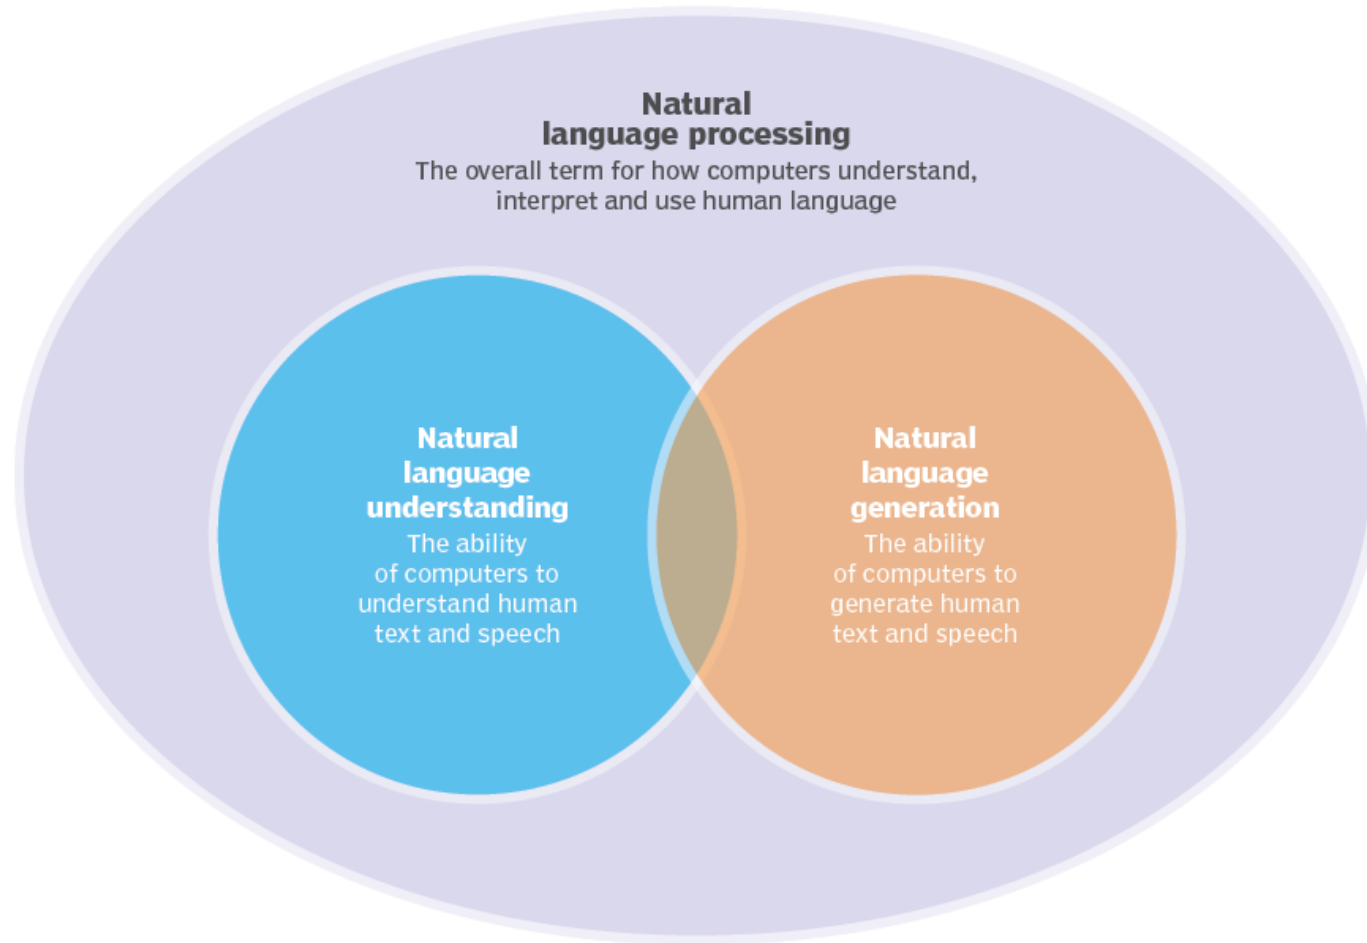 Natural
language processing
The overall term for how computers understand,
interpret and use human language
Natural
language
understanding
The ability
of computers to
understand human
text and speech
Natural
language
generation
The ability
of computers to
generate human
text and speech